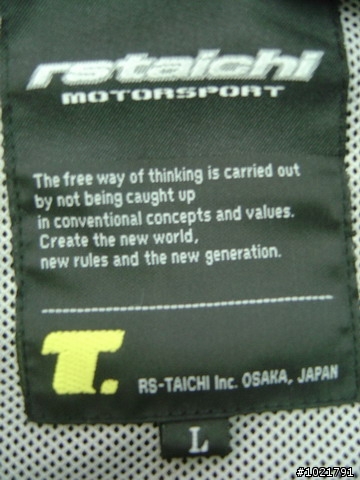 rstaichi
MOTORSPORT
The free way of thinking is carried out
by not being caught up
in conventional concepts and values.
Create the new world,
new rules and the new generation.
T.
RS-TAICHI Inc. OSAKA, JAPAN
L
#1021791